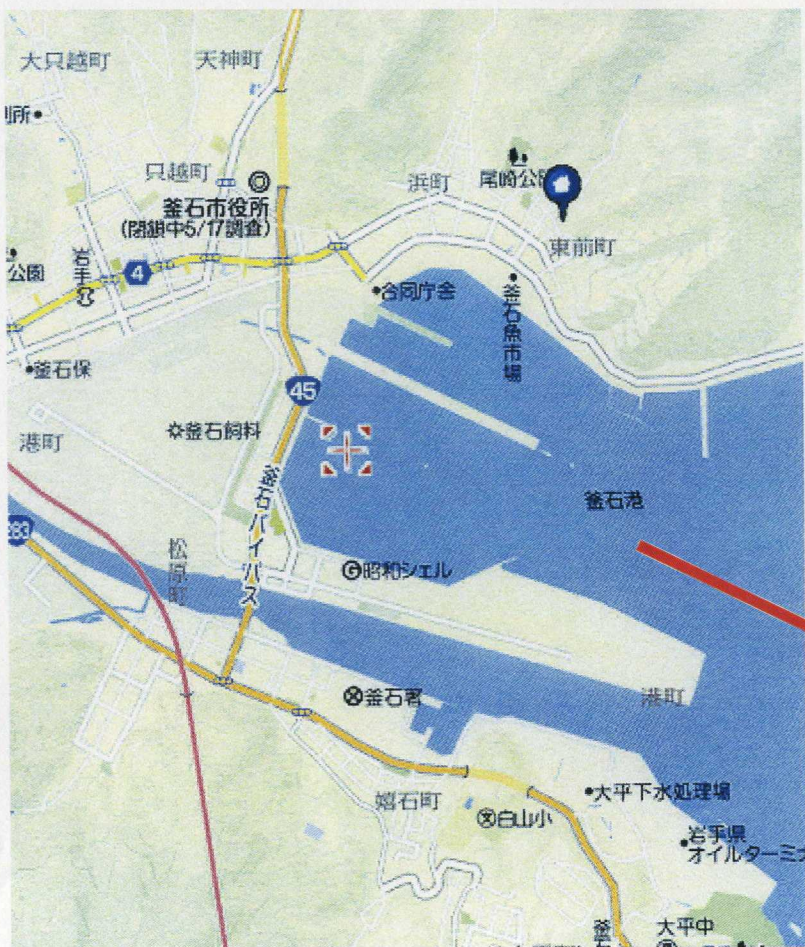 大只越町
天神町
只越町
釜石市役所
(閉鎖中5/17調査)
浜町
尾崎公園
東前町
公園
岩手
4
合同庁舎
釜石魚市場
釜石保
45
港町
釜石飼料
釜石港
釜石バイパス
283
松原町
G昭和シェル
釜石署
港町
嬉石町
文白山小
大平下水処理場
岩手県
オイルターミナ
大平中